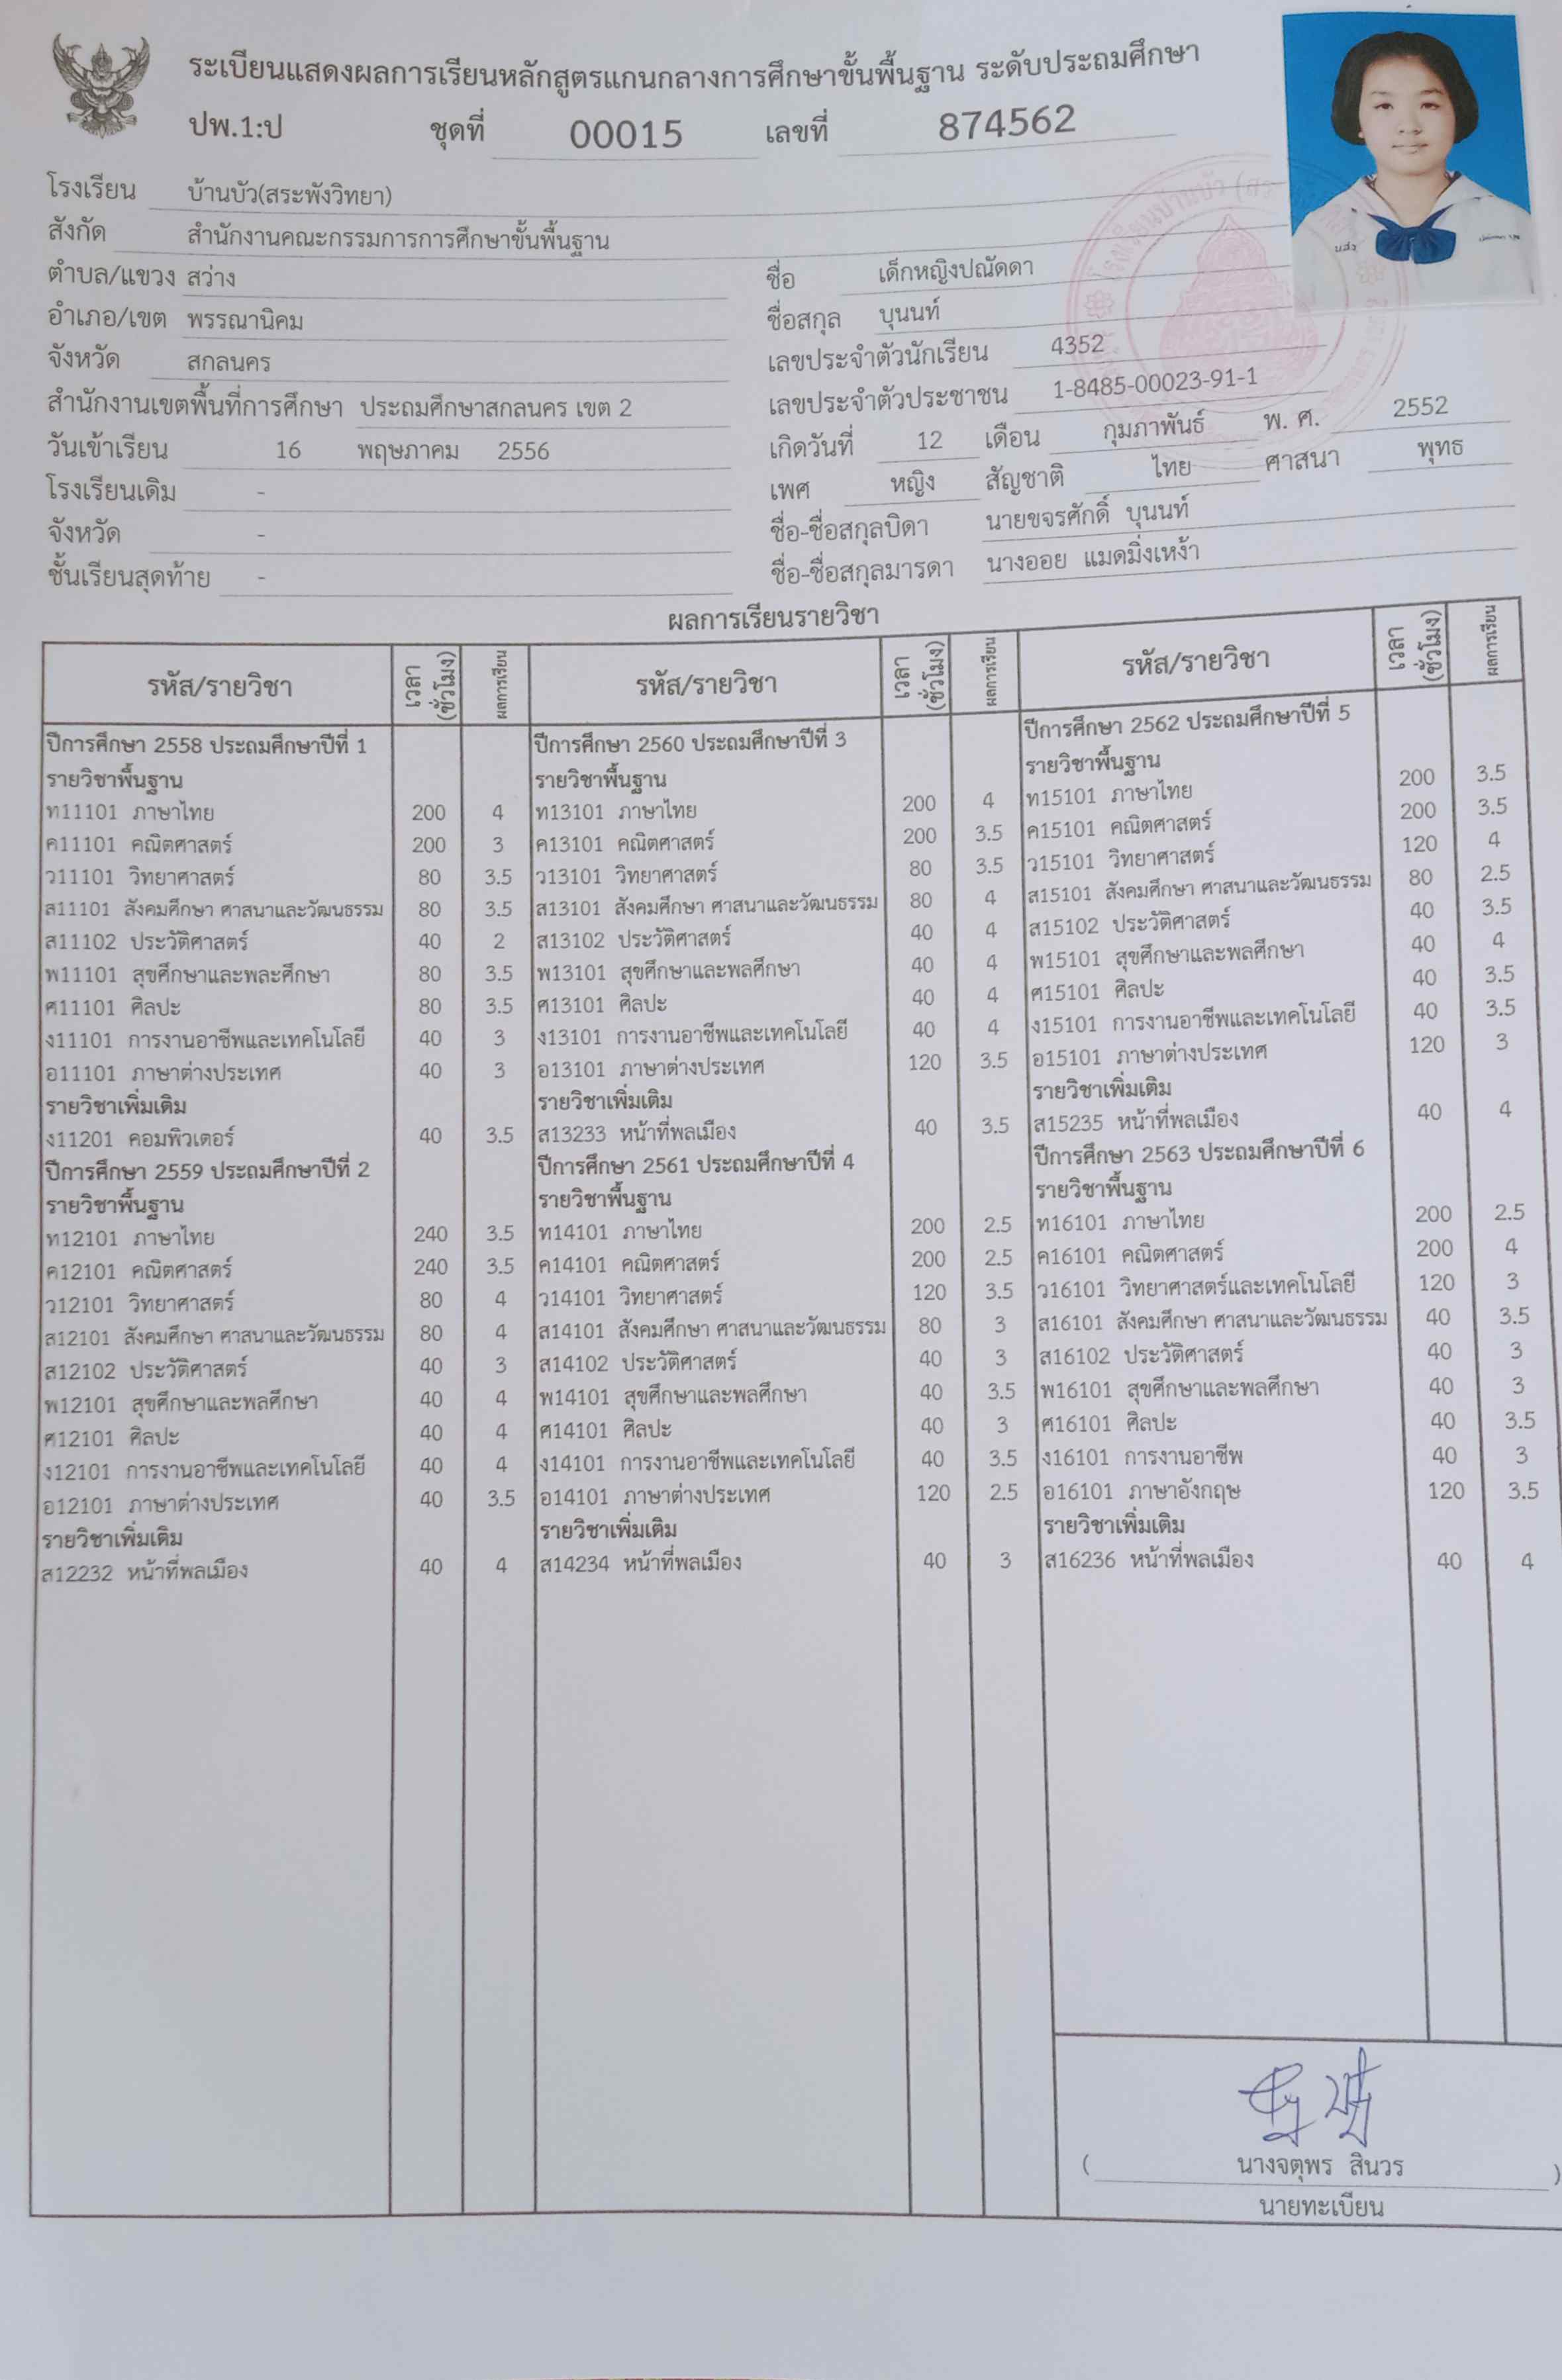 ระเบียนแสดงผลการเรียนหลักสูตรแกนกลางการศึกษาขั้นพื้นฐาน ระดับประถมศึกษา
ปพ.1:ป ชุดที่ 00015 เลขที่ 874562
โรงเรียน บ้านบัว(สระพังวิทยา)
สังกัด สำนักงานคณะกรรมการการศึกษาขั้นพื้นฐาน
ตำบล/แขวง สว่าง
อำเภอ/เขต พรรณานิคม
จังหวัด สกลนคร
สำนักงานเขตพื้นที่การศึกษา ประถมศึกษาสกลนคร เขต 2
วันเข้าเรียน 16 พฤษภาคม 2556
โรงเรียนเดิม -
จังหวัด -
ชั้นเรียนสุดท้าย -
ชื่อ เด็กหญิงปณัดดา
ชื่อสกุล บุนนท์
เลขประจำตัวนักเรียน 4352
เลขประจำตัวประชาชน 1-8485-00023-91-1
เกิดวันที่ 12 เดือน กุมภาพันธ์ พ. ศ. 2552
เพศ หญิง สัญชาติ ไทย ศาสนา พุทธ
ชื่อ-ชื่อสกุลบิดา นายขจรศักดิ์ บุนนท์
ชื่อ-ชื่อสกุลมารดา นางออย แมดมิ่งเหง้า
ผลการเรียนรายวิชา
รหัส/รายวิชา เวลา (ชั่วโมง) ผลการเรียน
ปีการศึกษา 2558 ประถมศึกษาปีที่ 1
รายวิชาพื้นฐาน
ท11101 ภาษาไทย 200 4
ค11101 คณิตศาสตร์ 200 3
ว11101 วิทยาศาสตร์ 80 3.5
ส11101 สังคมศึกษา ศาสนาและวัฒนธรรม 80 3.5
ส11102 ประวัติศาสตร์ 40 2
พ11101 สุขศึกษาและพละศึกษา 80 3.5
ศ11101 ศิลปะ 80 3.5
ง11101 การงานอาชีพและเทคโนโลยี 40 3
อ11101 ภาษาต่างประเทศ 40 3
รายวิชาเพิ่มเติม
ง11201 คอมพิวเตอร์ 40 3.5
ปีการศึกษา 2559 ประถมศึกษาปีที่ 2
รายวิชาพื้นฐาน
ท12101 ภาษาไทย 240 3.5
ค12101 คณิตศาสตร์ 240 3.5
ว12101 วิทยาศาสตร์ 80 4
ส12101 สังคมศึกษา ศาสนาและวัฒนธรรม 80 4
ส12102 ประวัติศาสตร์ 40 3
พ12101 สุขศึกษาและพลศึกษา 40 4
ศ12101 ศิลปะ 40 4
ง12101 การงานอาชีพและเทคโนโลยี 40 4
อ12101 ภาษาต่างประเทศ 40 3.5
รายวิชาเพิ่มเติม
ส12232 หน้าที่พลเมือง 40 4
รหัส/รายวิชา เวลา (ชั่วโมง) ผลการเรียน
ปีการศึกษา 2560 ประถมศึกษาปีที่ 3
รายวิชาพื้นฐาน
ท13101 ภาษาไทย 200 4
ค13101 คณิตศาสตร์ 200 3.5
ว13101 วิทยาศาสตร์ 80 3.5
ส13101 สังคมศึกษา ศาสนาและวัฒนธรรม 80 4
ส13102 ประวัติศาสตร์ 40 4
พ13101 สุขศึกษาและพลศึกษา 40 4
ศ13101 ศิลปะ 40 4
ง13101 การงานอาชีพและเทคโนโลยี 40 4
อ13101 ภาษาต่างประเทศ 120 3.5
รายวิชาเพิ่มเติม
ส13233 หน้าที่พลเมือง 40 3.5
ปีการศึกษา 2561 ประถมศึกษาปีที่ 4
รายวิชาพื้นฐาน
ท14101 ภาษาไทย 200 2.5
ค14101 คณิตศาสตร์ 200 2.5
ว14101 วิทยาศาสตร์ 120 3.5
ส14101 สังคมศึกษา ศาสนาและวัฒนธรรม 80 3
ส14102 ประวัติศาสตร์ 40 3
พ14101 สุขศึกษาและพลศึกษา 40 3.5
ศ14101 ศิลปะ 40 3
ง14101 การงานอาชีพและเทคโนโลยี 40 3.5
อ14101 ภาษาต่างประเทศ 120 2.5
รายวิชาเพิ่มเติม
ส14234 หน้าที่พลเมือง 40 3
รหัส/รายวิชา เวลา (ชั่วโมง) ผลการเรียน
ปีการศึกษา 2562 ประถมศึกษาปีที่ 5
รายวิชาพื้นฐาน
ท15101 ภาษาไทย 200 3.5
ค15101 คณิตศาสตร์ 200 3.5
ว15101 วิทยาศาสตร์ 120 4
ส15101 สังคมศึกษา ศาสนาและวัฒนธรรม 80 2.5
ส15102 ประวัติศาสตร์ 40 3.5
พ15101 สุขศึกษาและพลศึกษา 40 4
ศ15101 ศิลปะ 40 3.5
ง15101 การงานอาชีพและเทคโนโลยี 40 3.5
อ15101 ภาษาต่างประเทศ 120 3
รายวิชาเพิ่มเติม
ส15235 หน้าที่พลเมือง 40 4
ปีการศึกษา 2563 ประถมศึกษาปีที่ 6
รายวิชาพื้นฐาน
ท16101 ภาษาไทย 200 2.5
ค16101 คณิตศาสตร์ 200 4
ว16101 วิทยาศาสตร์และเทคโนโลยี 120 3
ส16101 สังคมศึกษา ศาสนาและวัฒนธรรม 40 3.5
ส16102 ประวัติศาสตร์ 40 3
พ16101 สุขศึกษาและพลศึกษา 40 3
ศ16101 ศิลปะ 40 3.5
ง16101 การงานอาชีพ 40 3
อ16101 ภาษาอังกฤษ 120 3.5
รายวิชาเพิ่มเติม
ส16236 หน้าที่พลเมือง 40 4
( นางจตุพร สินวร )
นายทะเบียน